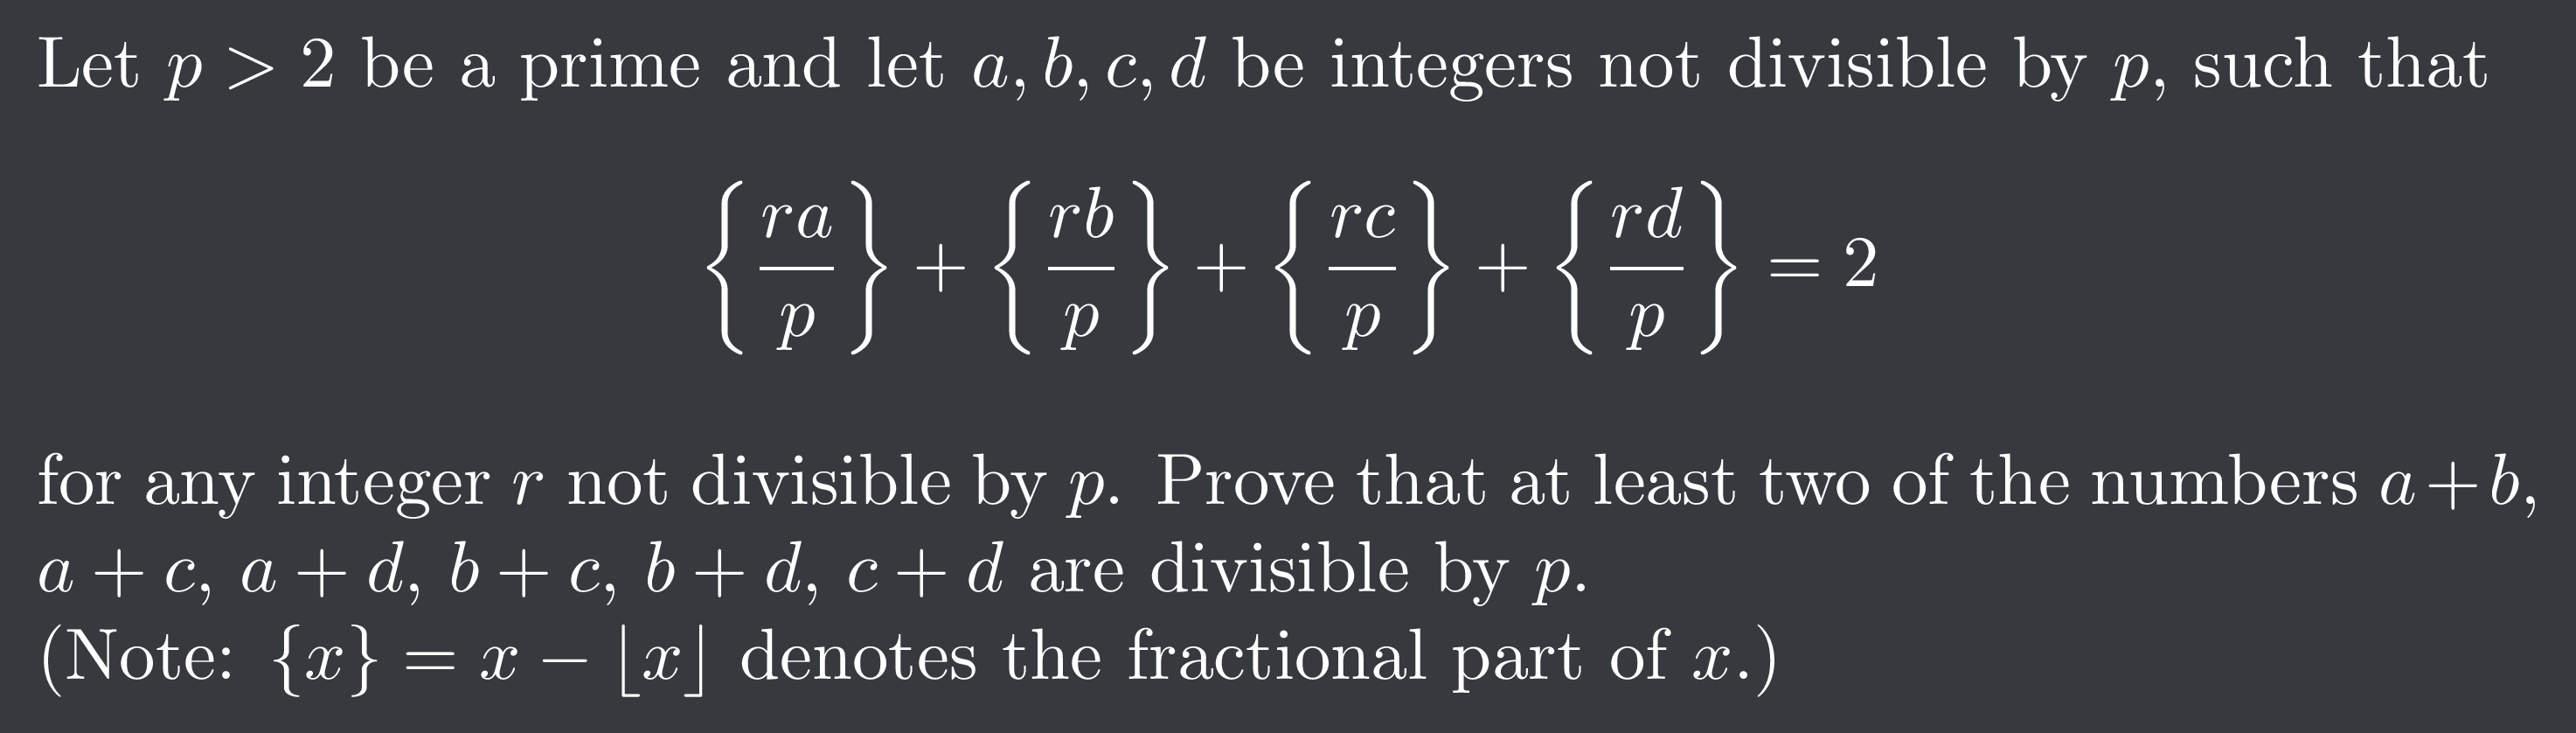 Let p > 2 be a prime and let a, b, c, d be integers not divisible by p, such that
{ra/p} + {rb/p} + {rc/p} + {rd/p} = 2
for any integer r not divisible by p. Prove that at least two of the numbers a + b,
a + c, a + d, b + c, b + d, c + d are divisible by p.
(Note: {x} = x − ⌊x⌋ denotes the fractional part of x.)